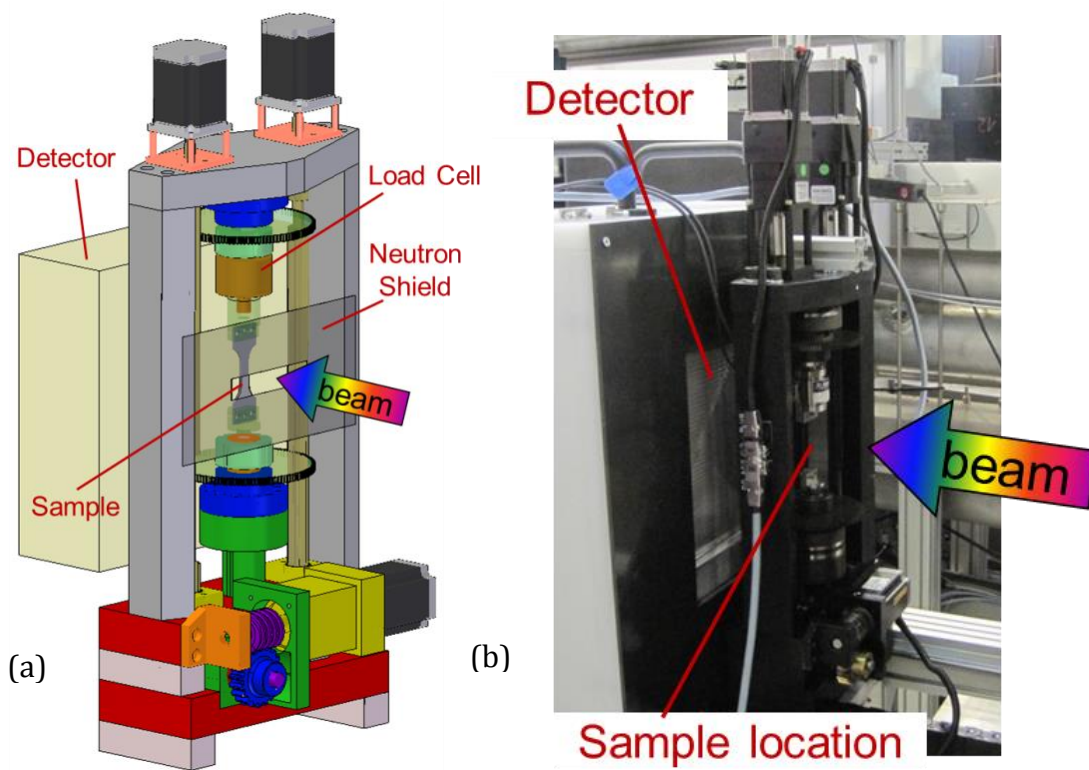 Detector
Load Cell
Neutron
Shield
beam
Sample
(a)
Detector
beam
Sample location
(b)